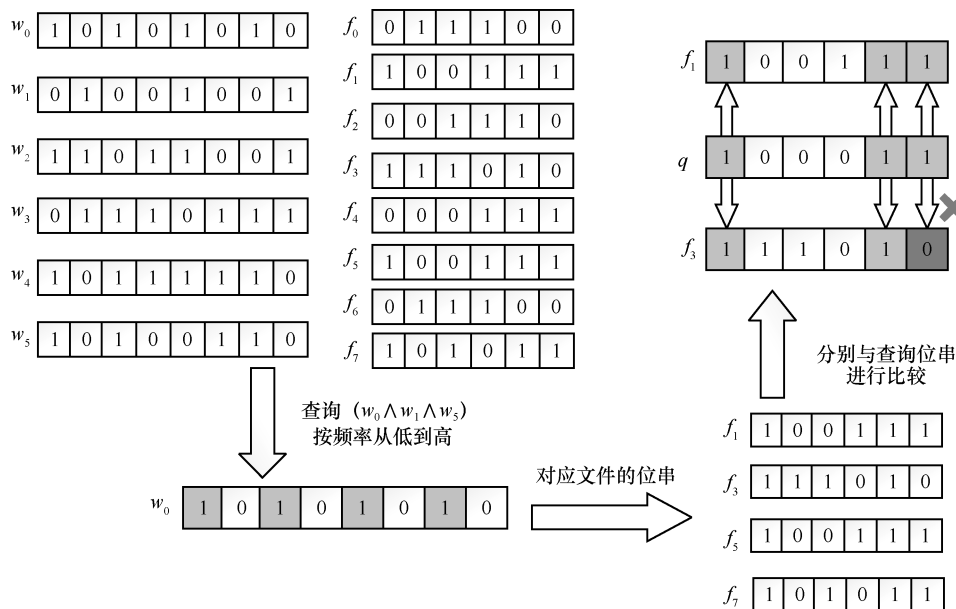 w₀ 1 0 1 0 1 0 1 0
w₁ 0 1 0 0 1 0 0 1
w₂ 1 1 0 1 1 0 0 1
w₃ 0 1 1 1 0 1 1 1
w₄ 1 0 1 1 1 1 1 0
w₅ 1 0 1 0 0 1 1 0
f₀ 0 1 1 1 0 0
f₁ 1 0 0 1 1 1
f₂ 0 0 1 1 1 0
f₃ 1 1 1 0 1 0
f₄ 0 0 0 1 1 1
f₅ 1 0 0 1 1 1
f₆ 0 1 1 1 0 0
f₇ 1 0 1 0 1 1
f₁ 1 0 0 1 1 1
q 1 0 0 0 1 1
f₃ 1 1 1 0 1 0
分别与查询位串
进行比较
查询（w₀∧w₁∧w₅）
按频率从低到高
w₀ 1 0 1 0 1 0 1 0
对应文件的位串
f₁ 1 0 0 1 1 1
f₃ 1 1 1 0 1 0
f₅ 1 0 0 1 1 1
f₇ 1 0 1 0 1 1